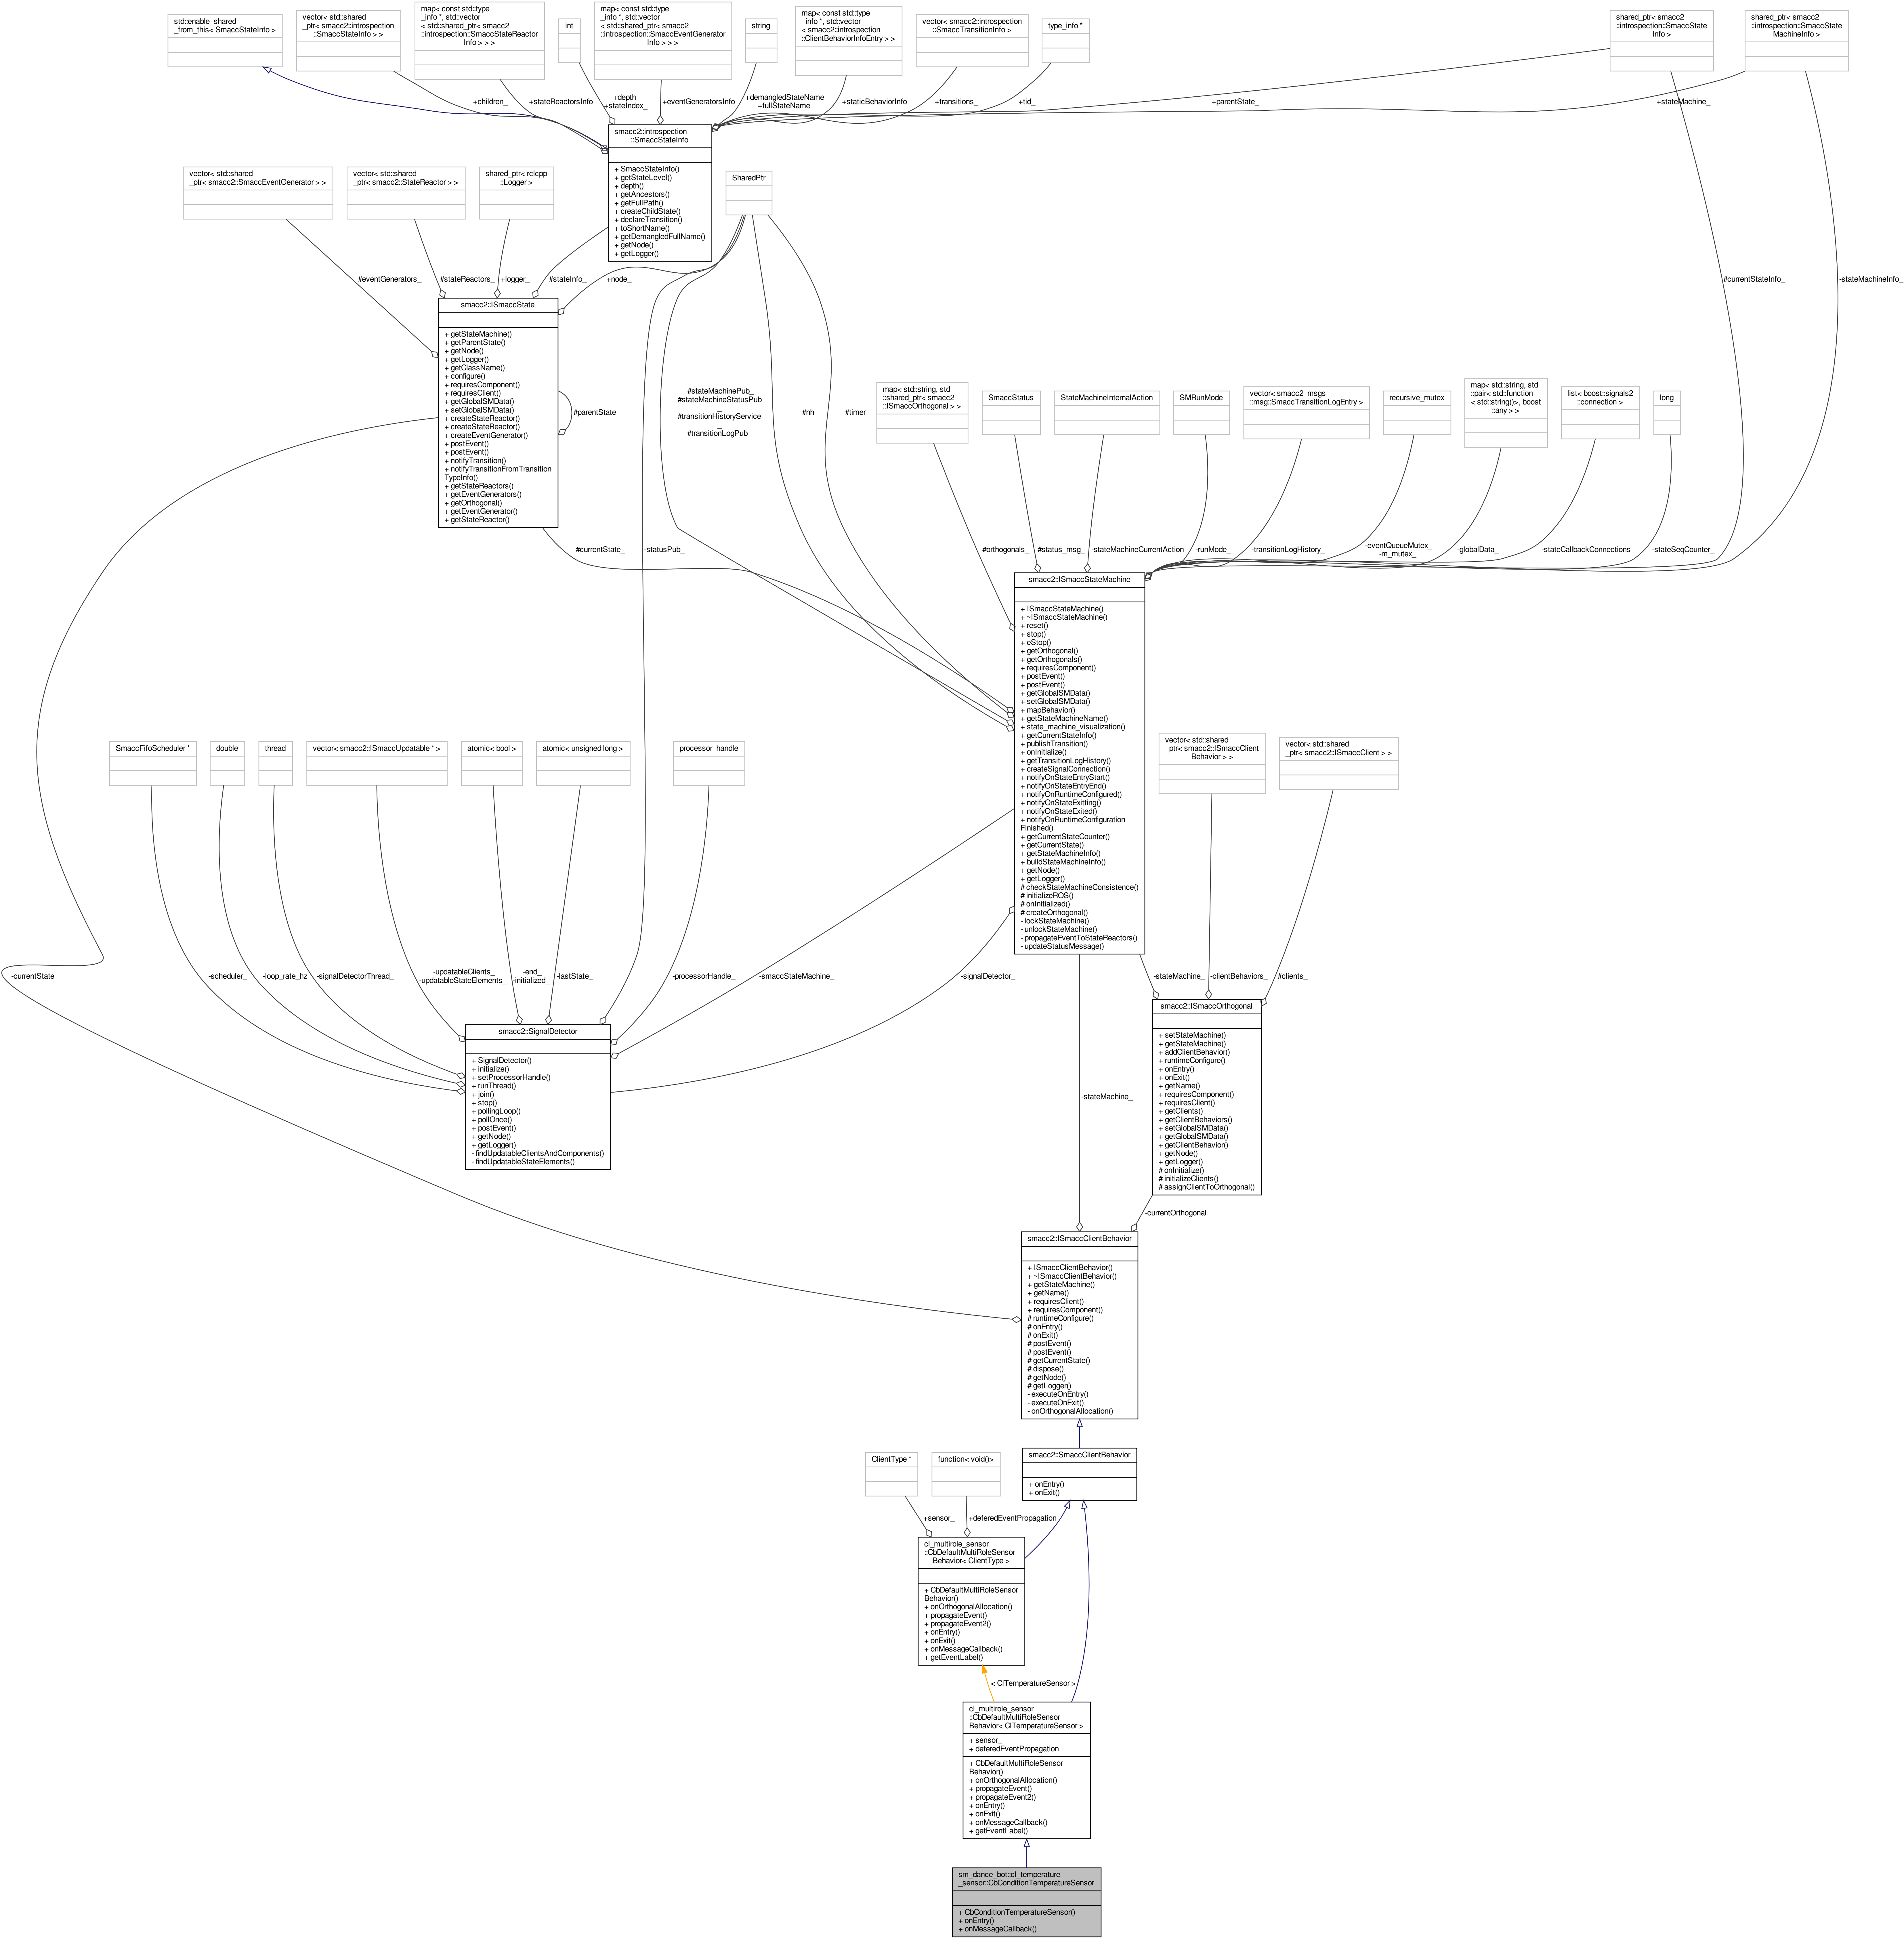 std::enable_shared
_from_this< SmaccStateInfo >
vector< std::shared
_ptr< smacc2::introspection
::SmaccStateInfo > >
map< const std::type
_info *, std::vector
< std::shared_ptr< smacc2
::introspection::SmaccStateReactor
Info > > >
int
map< const std::type
_info *, std::vector
< std::shared_ptr< smacc2
::introspection::SmaccEventGenerator
Info > > >
string
map< const std::type
_info *, std::vector
< smacc2::introspection
::ClientBehaviorInfoEntry > >
vector< smacc2::introspection
::SmaccTransitionInfo >
type_info *
shared_ptr< smacc2
::introspection::SmaccState
Info >
shared_ptr< smacc2
::introspection::SmaccState
MachineInfo >
+children_
+stateReactorsInfo
+depth_
+stateIndex_
+eventGeneratorsInfo
+demangledStateName
+fullStateName
+staticBehaviorInfo
+transitions_
+tid_
+parentState_
+stateMachine_
smacc2::introspection
::SmaccStateInfo
+ SmaccStateInfo()
+ getStateLevel()
+ depth()
+ getAncestors()
+ getFullPath()
+ createChildState()
+ declareTransition()
+ toShortName()
+ getDemangledFullName()
+ getNode()
+ getLogger()
vector< std::shared
_ptr< smacc2::SmaccEventGenerator > >
vector< std::shared
_ptr< smacc2::StateReactor > >
shared_ptr< rclcpp
::Logger >
SharedPtr
#eventGenerators_
#stateReactors_
+logger_
#stateInfo_
+node_
#currentStateInfo_
-stateMachineInfo_
smacc2::ISmaccState
+ getStateMachine()
+ getParentState()
+ getNode()
+ getLogger()
+ getClassName()
+ configure()
+ requiresComponent()
+ requiresClient()
+ getGlobalSMData()
+ setGlobalSMData()
+ createStateReactor()
+ createStateReactor()
+ createEventGenerator()
+ postEvent()
+ postEvent()
+ notifyTransition()
+ notifyTransitionFromTransition
TypeInfo()
+ getStateReactors()
+ getEventGenerators()
+ getOrthogonal()
+ getEventGenerator()
+ getStateReactor()
#parentState_
#stateMachinePub_
#stateMachineStatusPub
_
#transitionHistoryService
_
#transitionLogPub_
#nh_
#timer_
map< std::string, std
::shared_ptr< smacc2
::ISmaccOrthogonal > >
SmaccStatus
StateMachineInternalAction
SMRunMode
vector< smacc2_msgs
::msg::SmaccTransitionLogEntry >
recursive_mutex
map< std::string, std
::pair< std::function
< std::string()>, boost
::any > >
list< boost::signals2
::connection >
long
#currentState_
-statusPub_
#orthogonals_
#status_msg_
-stateMachineCurrentAction
-runMode_
-transitionLogHistory_
-eventQueueMutex_
-m_mutex_
-globalData_
-stateCallbackConnections
-stateSeqCounter_
smacc2::ISmaccStateMachine
+ ISmaccStateMachine()
+ ~ISmaccStateMachine()
+ reset()
+ stop()
+ eStop()
+ getOrthogonal()
+ getOrthogonals()
+ requiresComponent()
+ postEvent()
+ postEvent()
+ getGlobalSMData()
+ setGlobalSMData()
+ mapBehavior()
+ getStateMachineName()
+ state_machine_visualization()
+ getCurrentStateInfo()
+ publishTransition()
+ onInitialize()
+ getTransitionLogHistory()
+ createSignalConnection()
+ notifyOnStateEntryStart()
+ notifyOnStateEntryEnd()
+ notifyOnRuntimeConfigured()
+ notifyOnStateExitting()
+ notifyOnStateExited()
+ notifyOnRuntimeConfiguration
Finished()
+ getCurrentStateCounter()
+ getCurrentState()
+ getStateMachineInfo()
+ buildStateMachineInfo()
+ getNode()
+ getLogger()
# checkStateMachineConsistence()
# initializeROS()
# onInitialized()
# createOrthogonal()
- lockStateMachine()
- unlockStateMachine()
- propagateEventToStateReactors()
- updateStatusMessage()
SmaccFifoScheduler *
double
thread
vector< smacc2::ISmaccUpdatable * >
atomic< bool >
atomic< unsigned long >
processor_handle
vector< std::shared
_ptr< smacc2::ISmaccClient
Behavior > >
vector< std::shared
_ptr< smacc2::ISmaccClient > >
-currentState
-scheduler_
-loop_rate_hz
-signalDetectorThread_
-updatableClients_
-updatableStateElements_
-end_
-initialized_
-lastState_
-processorHandle_
-smaccStateMachine_
-signalDetector_
-stateMachine_
-clientBehaviors_
#clients_
smacc2::SignalDetector
+ SignalDetector()
+ initialize()
+ setProcessorHandle()
+ runThread()
+ join()
+ stop()
+ pollingLoop()
+ pollOnce()
+ postEvent()
+ getNode()
+ getLogger()
- findUpdatableClientsAndComponents()
- findUpdatableStateElements()
smacc2::ISmaccOrthogonal
+ setStateMachine()
+ getStateMachine()
+ addClientBehavior()
+ runtimeConfigure()
+ onEntry()
+ onExit()
+ getName()
+ requiresComponent()
+ requiresClient()
+ getClients()
+ getClientBehaviors()
+ setGlobalSMData()
+ getGlobalSMData()
+ getClientBehavior()
+ getNode()
+ getLogger()
# onInitialize()
# initializeClients()
# assignClientToOrthogonal()
-stateMachine_
-currentOrthogonal
smacc2::ISmaccClientBehavior
+ ISmaccClientBehavior()
+ ~ISmaccClientBehavior()
+ getStateMachine()
+ getName()
+ requiresClient()
+ requiresComponent()
# runtimeConfigure()
# onEntry()
# onExit()
# postEvent()
# postEvent()
# getCurrentState()
# dispose()
# getNode()
# getLogger()
- executeOnEntry()
- executeOnExit()
- onOrthogonalAllocation()
ClientType *
function< void()>
smacc2::SmaccClientBehavior
+ onEntry()
+ onExit()
+sensor_
+deferedEventPropagation
cl_multirole_sensor
::CbDefaultMultiRoleSensor
Behavior< ClientType >
+ CbDefaultMultiRoleSensor
Behavior()
+ onOrthogonalAllocation()
+ propagateEvent()
+ propagateEvent2()
+ onEntry()
+ onExit()
+ onMessageCallback()
+ getEventLabel()
< ClTemperatureSensor >
cl_multirole_sensor
::CbDefaultMultiRoleSensor
Behavior< ClTemperatureSensor >
+ sensor_
+ deferedEventPropagation
+ CbDefaultMultiRoleSensor
Behavior()
+ onOrthogonalAllocation()
+ propagateEvent()
+ propagateEvent2()
+ onEntry()
+ onExit()
+ onMessageCallback()
+ getEventLabel()
sm_dance_bot::cl_temperature
_sensor::CbConditionTemperatureSensor
+ CbConditionTemperatureSensor()
+ onEntry()
+ onMessageCallback()